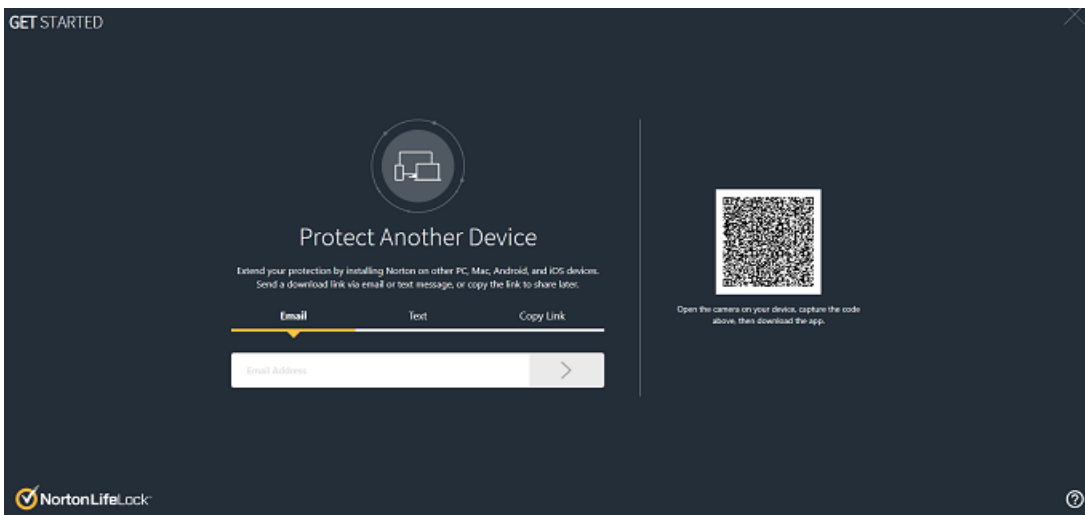 GET STARTED
Protect Another Device
Extend your protection by installing Norton on other PC, Mac, Android, and iOS devices.
Send a download link via email or text message, or copy the link to share later.
Email Text Copy Link
Email Address
Open the camera on your device, capture the code
above, then download the app.
NortonLifeLock